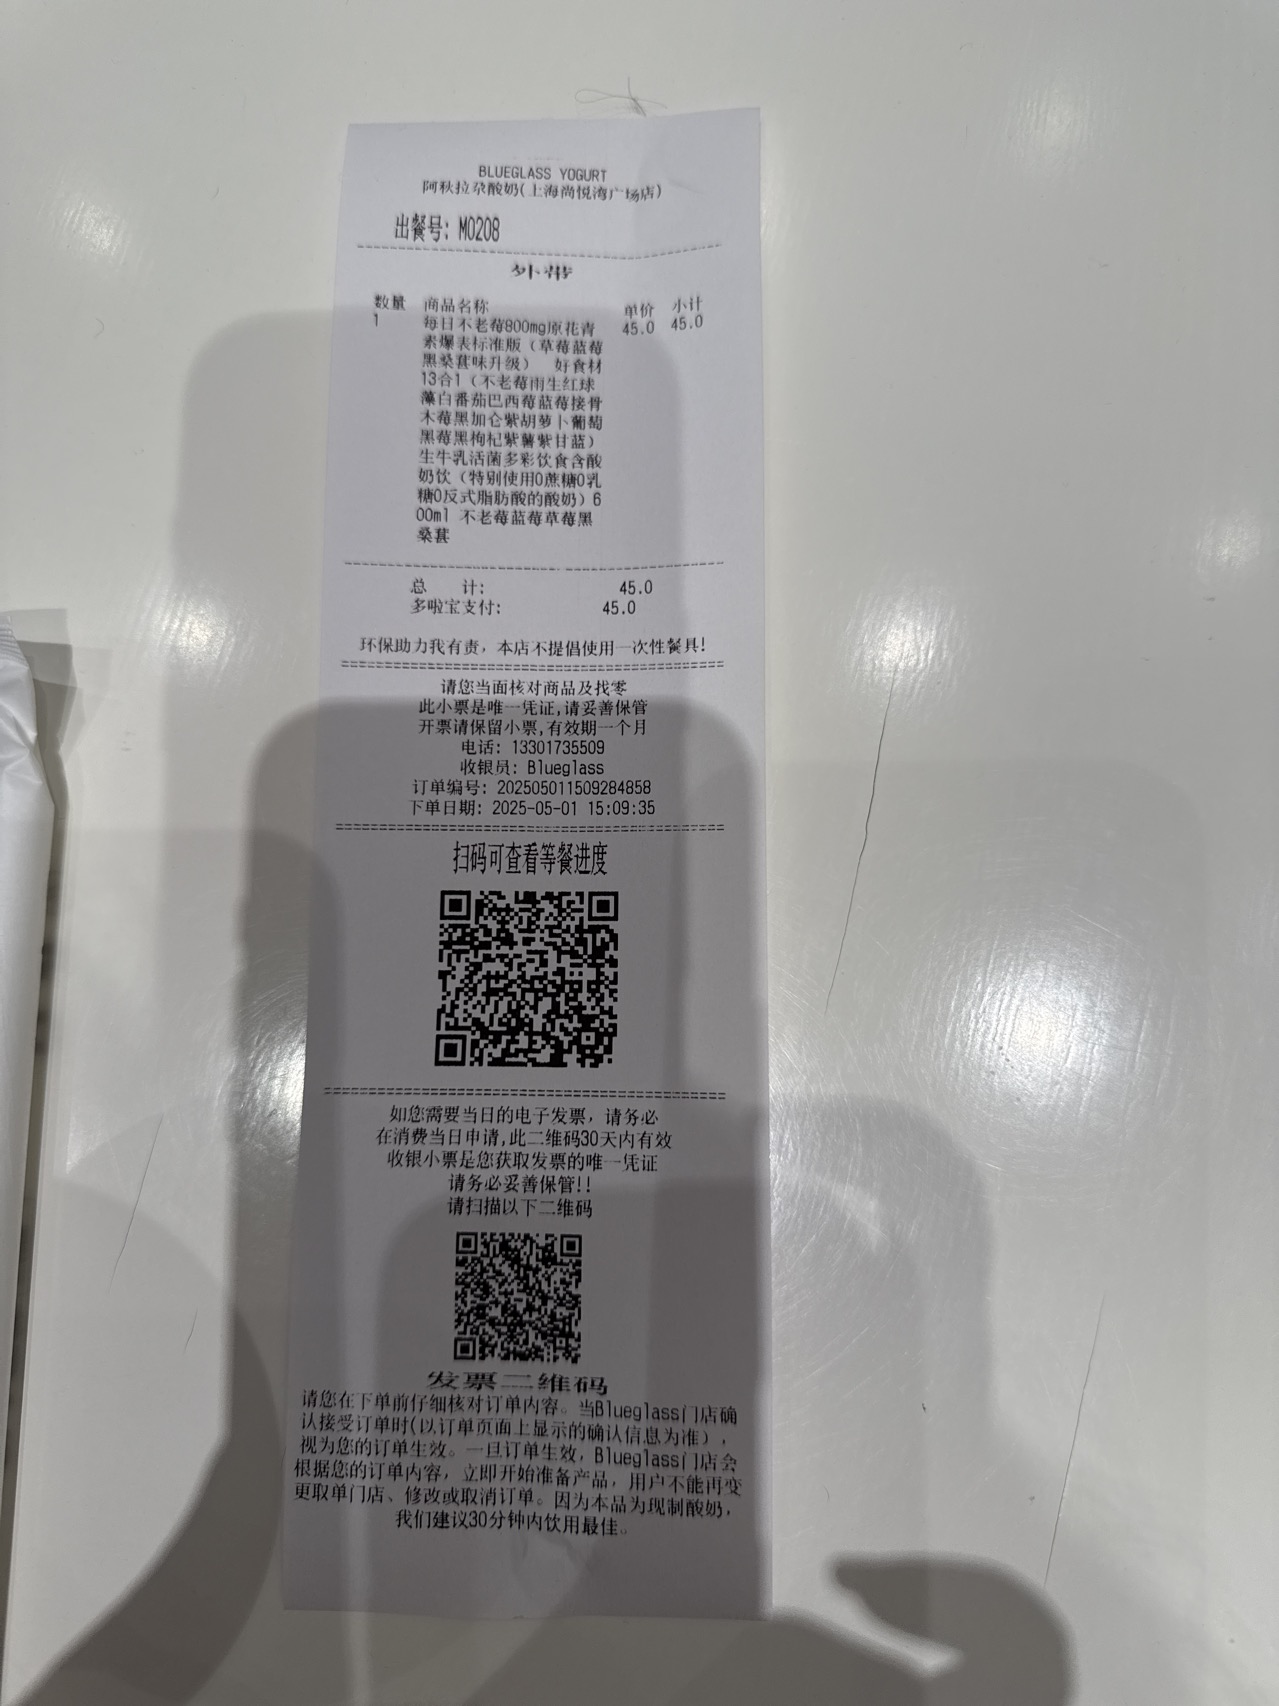 BLUEGLASS YOGURT
阿秋拉尕酸奶(上海尚悦湾广场店)
出餐号: M0208
外带
数量 商品名称 单价 小计
1 每日不老莓800mg原花青 45.0 45.0
素爆表标准版（草莓蓝莓
黑桑葚味升级） 好食材
13合1（不老莓雨生红球
藻白番茄巴西莓蓝莓接骨
木莓黑加仑紫胡萝卜葡萄
黑莓黑枸杞紫薯紫甘蓝）
生牛乳活菌多彩饮食含酸
奶饮（特别使用0蔗糖0乳
糖0反式脂肪酸的酸奶）6
00ml 不老莓蓝莓草莓黑
桑葚
总 计: 45.0
多啦宝支付: 45.0
环保助力我有责，本店不提倡使用一次性餐具!
请您当面核对商品及找零
此小票是唯一凭证,请妥善保管
开票请保留小票,有效期一个月
电话: 13301735509
收银员: Blueglass
订单编号: 202505011509284858
下单日期: 2025-05-01 15:09:35
扫码可查看等餐进度
如您需要当日的电子发票，请务必
在消费当日申请,此二维码30天内有效
收银小票是您获取发票的唯一凭证
请务必妥善保管!!
请扫描以下二维码
发票二维码
请您在下单前仔细核对订单内容。当Blueglass门店确
认接受订单时(以订单页面上显示的确认信息为准)，
视为您的订单生效。一旦订单生效，Blueglass门店会
根据您的订单内容，立即开始准备产品，用户不能再变
更取单门店、修改或取消订单。因为本品为现制酸奶，
我们建议30分钟内饮用最佳。